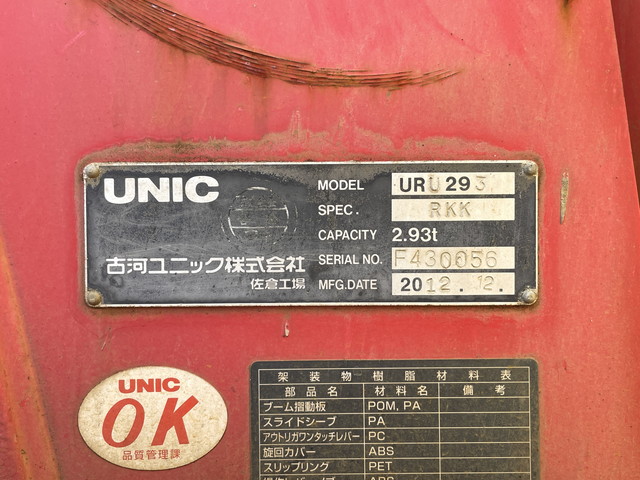 UNIC
MODEL URU293
SPEC. RKK
CAPACITY 2.93t
SERIAL NO. F430056
MFG.DATE 2012.12.
古河ユニック株式会社
佐倉工場
UNIC
OK
品質管理課
架装物樹脂材料表
部品名 材料名 備考
ブーム摺動板 POM, PA
スライドシーブ PA
アウトリガワンタッチレバー PC
旋回カバー ABS
スリップリング PET
ABS